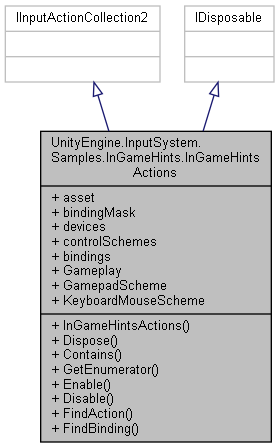 IInputActionCollection2
IDisposable
UnityEngine.InputSystem.
Samples.InGameHints.InGameHints
Actions
+ asset
+ bindingMask
+ devices
+ controlSchemes
+ bindings
+ Gameplay
+ GamepadScheme
+ KeyboardMouseScheme
+ InGameHintsActions()
+ Dispose()
+ Contains()
+ GetEnumerator()
+ Enable()
+ Disable()
+ FindAction()
+ FindBinding()